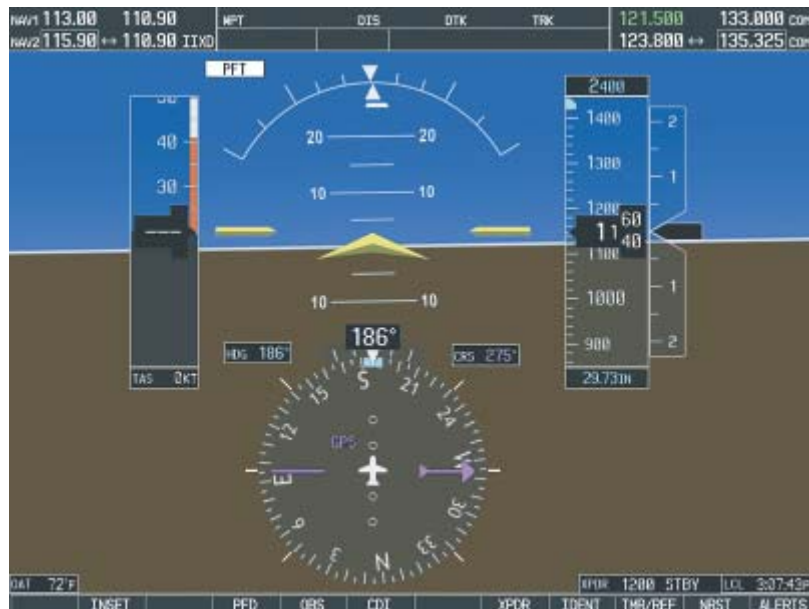 NAV1 113.00 110.90 WPT DIS DTK TRK 121.500 133.000 COM
NAV2 115.90 ↔ 110.90 IIXD 123.800 ↔ 135.325 COM
PFT
2400
20 20
10 10
10 10
40
30
---
TAS 0KT
1400
1300
1200
1160
40
1100
1000
900
2
1
1
2
29.73IN
186°
HDG 186°
CRS 275°
S
21
24
W
30
33
N
3
6
E
12
15
GPS
OAT 72°F
XPDR 1200 STBY LCL 3:07:43
INSET PFD OBS CDI XPDR IDENT TMR/REF NRST ALERTS